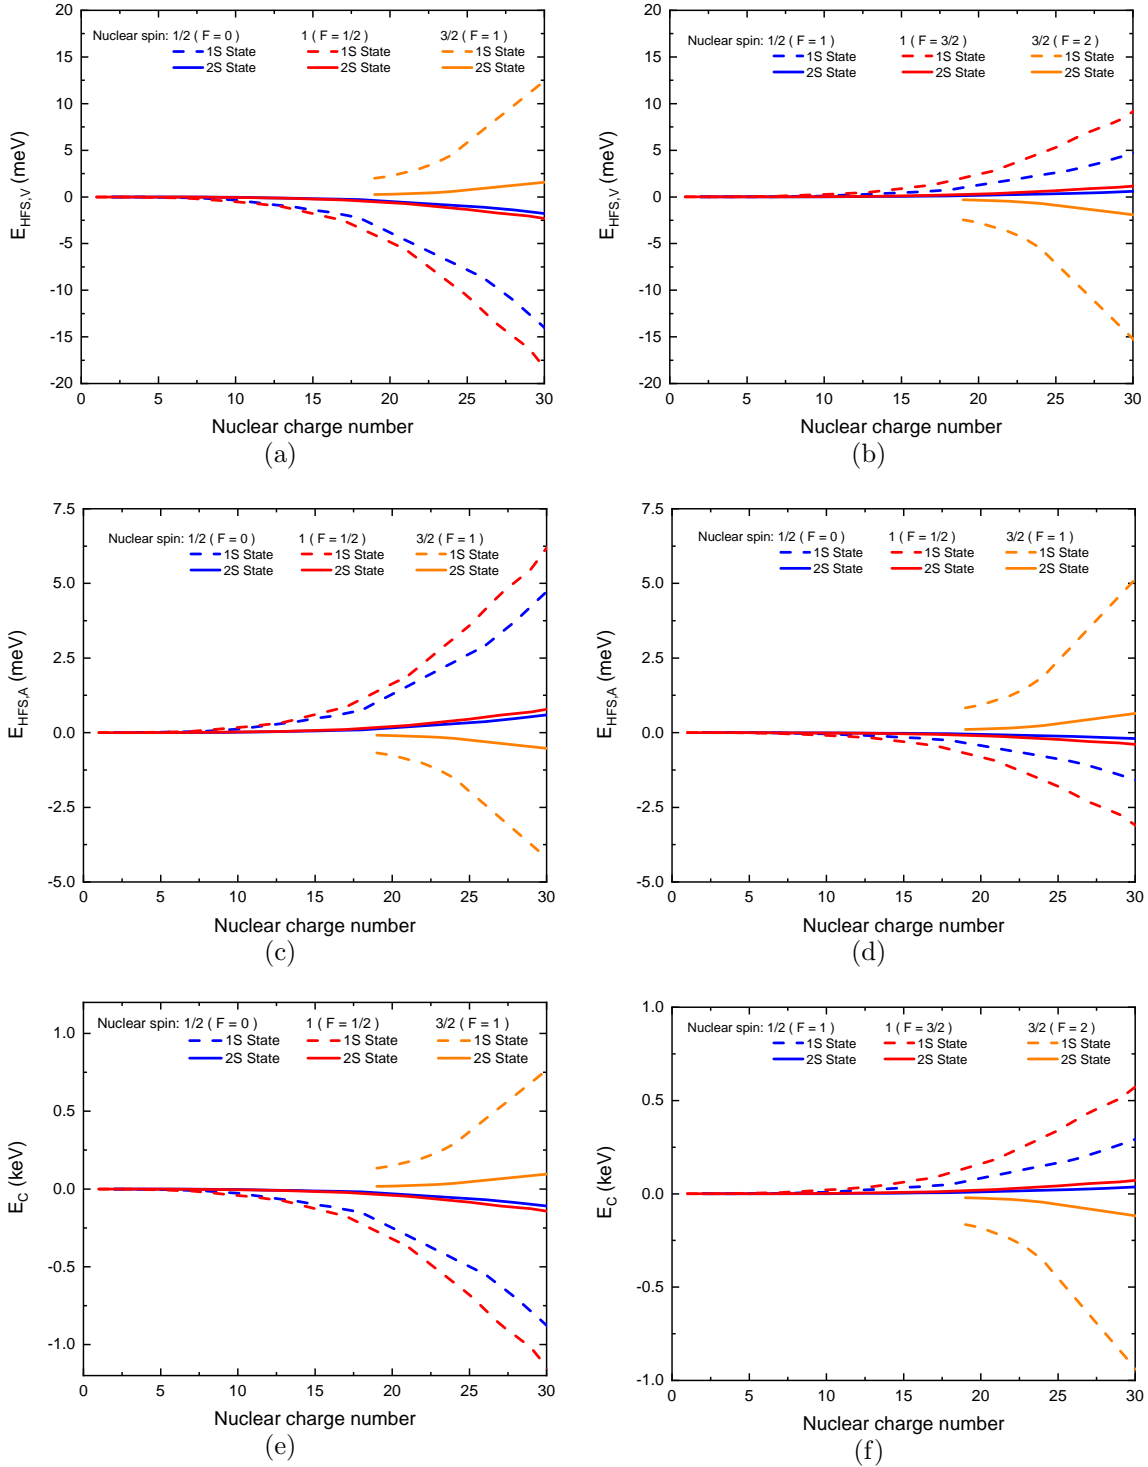 Nuclear spin: 1/2 ( F = 0 ) 1 ( F = 1/2 ) 3/2 ( F = 1 )
1S State 1S State 1S State
2S State 2S State 2S State
20
15
10
5
0
-5
-10
-15
-20
E_HFS,V (meV)
0 5 10 15 20 25 30
Nuclear charge number
(a)
Nuclear spin: 1/2 ( F = 1 ) 1 ( F = 3/2 ) 3/2 ( F = 2 )
1S State 1S State 1S State
2S State 2S State 2S State
20
15
10
5
0
-5
-10
-15
-20
E_HFS,V (meV)
0 5 10 15 20 25 30
Nuclear charge number
(b)
Nuclear spin: 1/2 ( F = 0 ) 1 ( F = 1/2 ) 3/2 ( F = 1 )
1S State 1S State 1S State
2S State 2S State 2S State
7.5
5.0
2.5
0.0
-2.5
-5.0
E_HFS,A (meV)
0 5 10 15 20 25 30
Nuclear charge number
(c)
Nuclear spin: 1/2 ( F = 0 ) 1 ( F = 1/2 ) 3/2 ( F = 1 )
1S State 1S State 1S State
2S State 2S State 2S State
7.5
5.0
2.5
0.0
-2.5
-5.0
E_HFS,A (meV)
0 5 10 15 20 25 30
Nuclear charge number
(d)
Nuclear spin: 1/2 ( F = 0 ) 1 ( F = 1/2 ) 3/2 ( F = 1 )
1S State 1S State 1S State
2S State 2S State 2S State
1.0
0.5
0.0
-0.5
-1.0
E_C (keV)
0 5 10 15 20 25 30
Nuclear charge number
(e)
Nuclear spin: 1/2 ( F = 1 ) 1 ( F = 3/2 ) 3/2 ( F = 2 )
1S State 1S State 1S State
2S State 2S State 2S State
1.0
0.5
0.0
-0.5
-1.0
E_C (keV)
0 5 10 15 20 25 30
Nuclear charge number
(f)